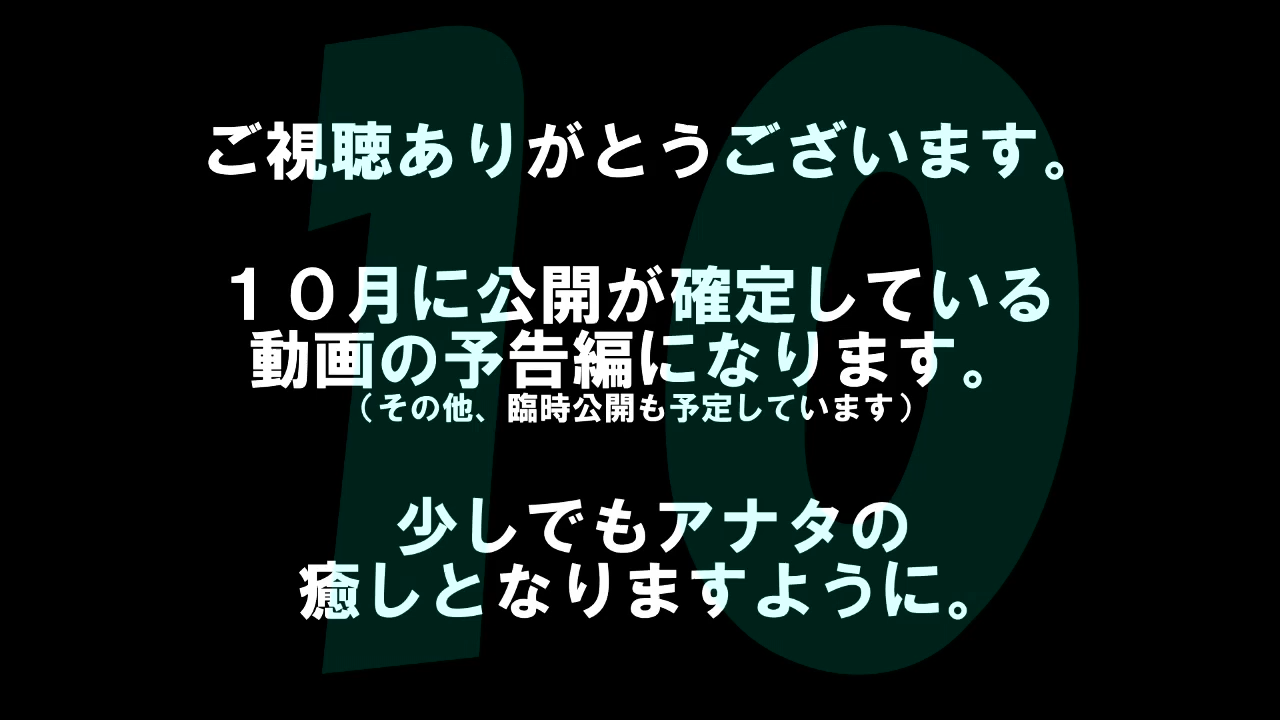 10
ご視聴ありがとうございます。
１０月に公開が確定している
動画の予告編になります。
（その他、臨時公開も予定しています）
少しでもアナタの
癒しとなりますように。